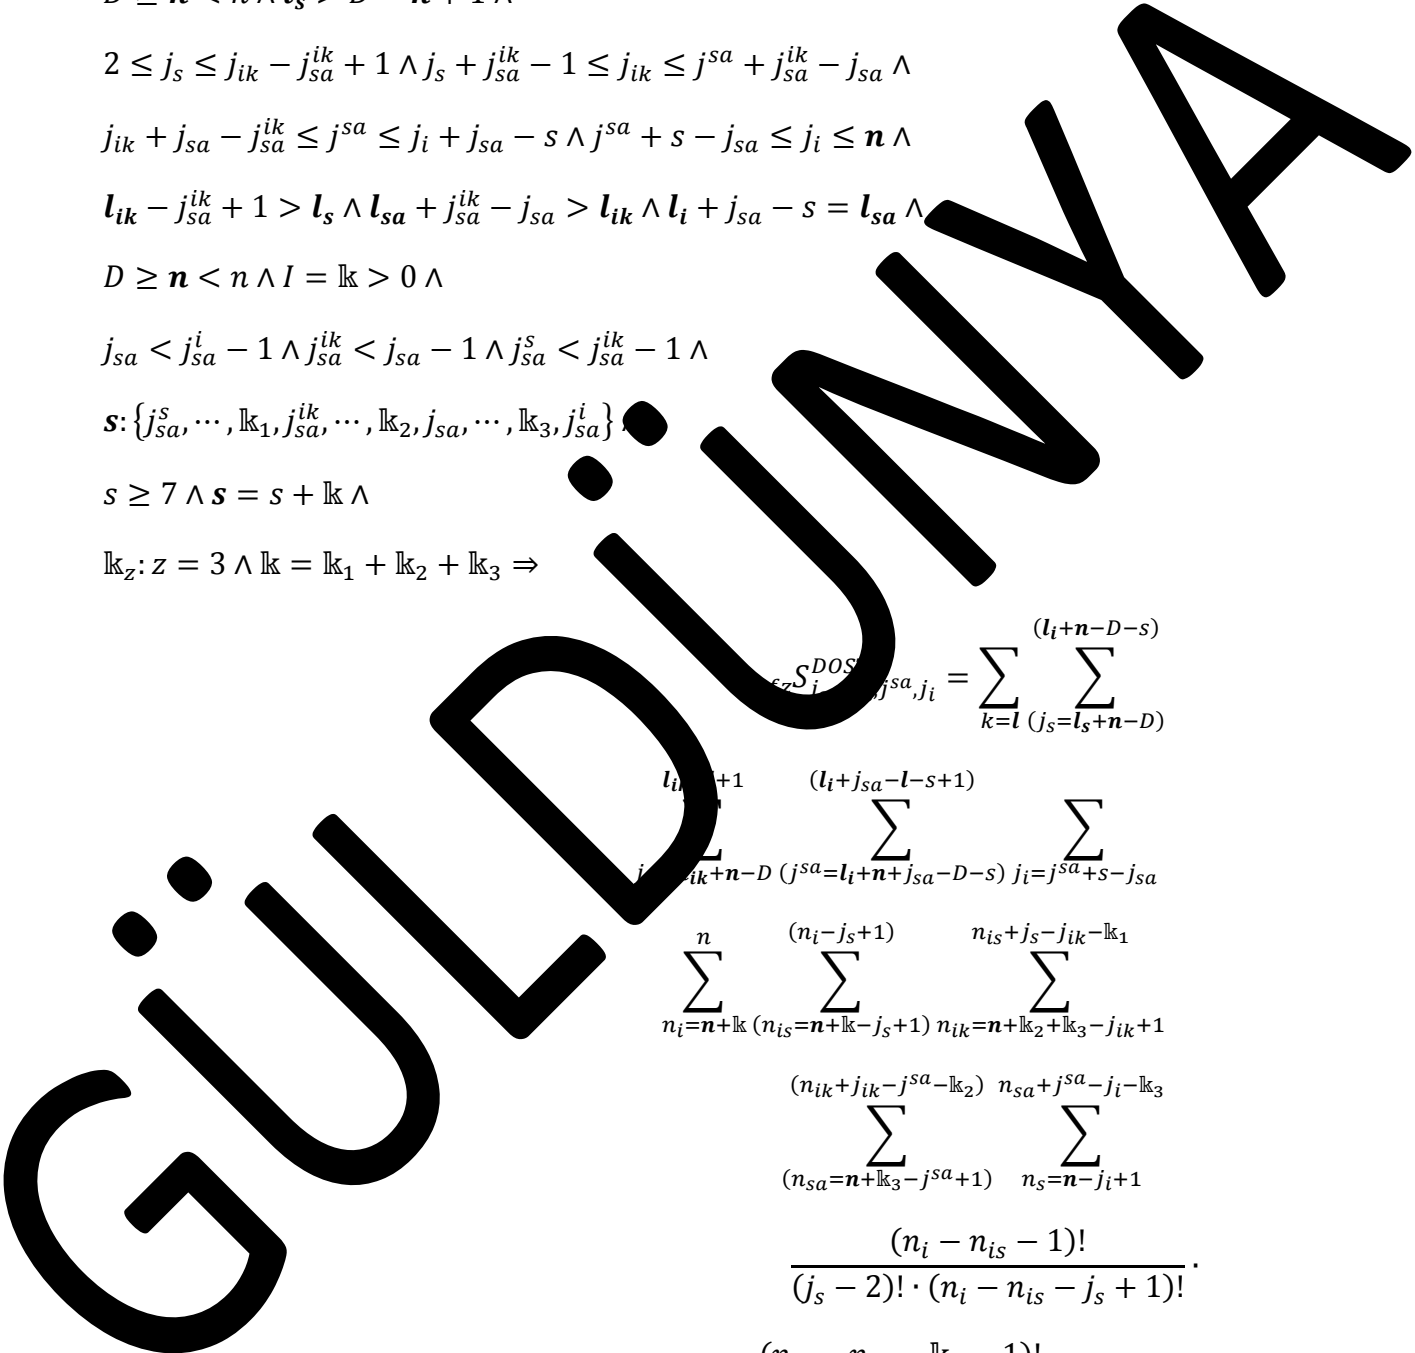 2 ≤ j_s ≤ j_{ik} − j_{sa}^{ik} + 1 ∧ j_s + j_{sa}^{ik} − 1 ≤ j_{ik} ≤ j^{sa} + j_{sa}^{ik} − j_{sa} ∧
j_{ik} + j_{sa} − j_{sa}^{ik} ≤ j^{sa} ≤ j_i + j_{sa} − s ∧ j^{sa} + s − j_{sa} ≤ j_i ≤ n ∧
l_{ik} − j_{sa}^{ik} + 1 > l_s ∧ l_{sa} + j_{sa}^{ik} − j_{sa} > l_{ik} ∧ l_i + j_{sa} − s = l_{sa} ∧
D ≥ n < n ∧ I = 𝕜 > 0 ∧
j_{sa} < j_{sa}^i − 1 ∧ j_{sa}^{ik} < j_{sa} − 1 ∧ j_{sa}^s < j_{sa}^{ik} − 1 ∧
s: {j_{sa}^s, ⋯, 𝕜_1, j_{sa}^{ik}, ⋯, 𝕜_2, j_{sa}, ⋯, 𝕜_3, j_{sa}^i}
s ≥ 7 ∧ s = s + 𝕜 ∧
𝕜_z: z = 3 ∧ 𝕜 = 𝕜_1 + 𝕜_2 + 𝕜_3 ⇒
(l_i+n−D−s)
S^{DOS} ,j^{sa},j_i = ∑ ∑
k=l (j_s=l_s+n−D)
+1 (l_i+j_{sa}−l−s+1)
∑ ∑ ∑
+n−D (j^{sa}=l_i+n+j_{sa}−D−s) j_i=j^{sa}+s−j_{sa}
n (n_i−j_s+1) n_{is}+j_s−j_{ik}−𝕜_1
∑ ∑ ∑
n_i=n+𝕜 (n_{is}=n+𝕜−j_s+1) n_{ik}=n+𝕜_2+𝕜_3−j_{ik}+1
(n_{ik}+j_{ik}−j^{sa}−𝕜_2) n_{sa}+j^{sa}−j_i−𝕜_3
∑ ∑
(n_{sa}=n+𝕜_3−j^{sa}+1) n_s=n−j_i+1
(n_i − n_{is} − 1)!
(j_s − 2)! · (n_i − n_{is} − j_s + 1)! ·
GÜLDÜNYA